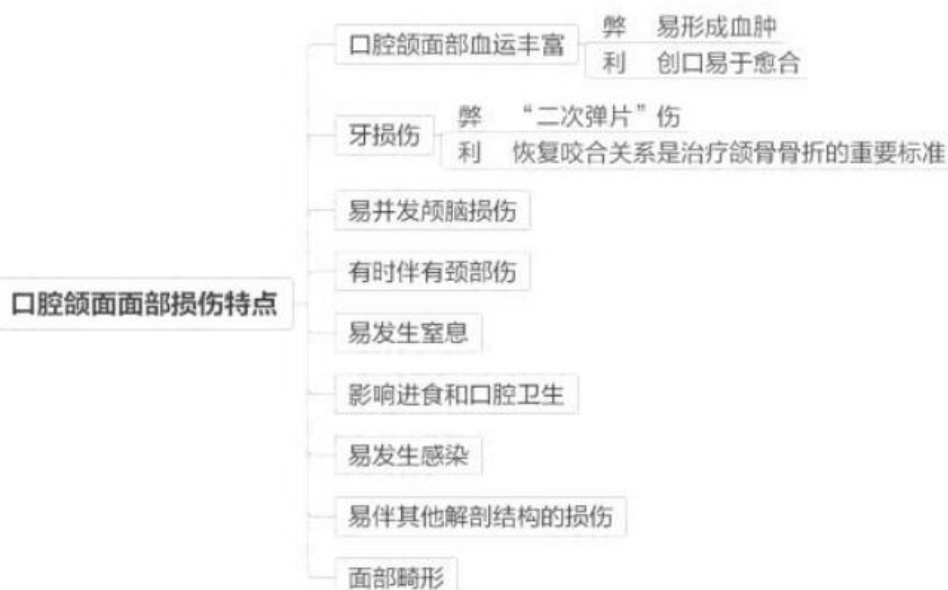 口腔颌面部血运丰富
弊 易形成血肿
利 创口易于愈合
牙损伤
弊 “二次弹片”伤
利 恢复咬合关系是治疗颌骨骨折的重要标准
易并发颅脑损伤
有时伴有颈部伤
口腔颌面面部损伤特点
易发生窒息
影响进食和口腔卫生
易发生感染
易伴其他解剖结构的损伤
面部畸形